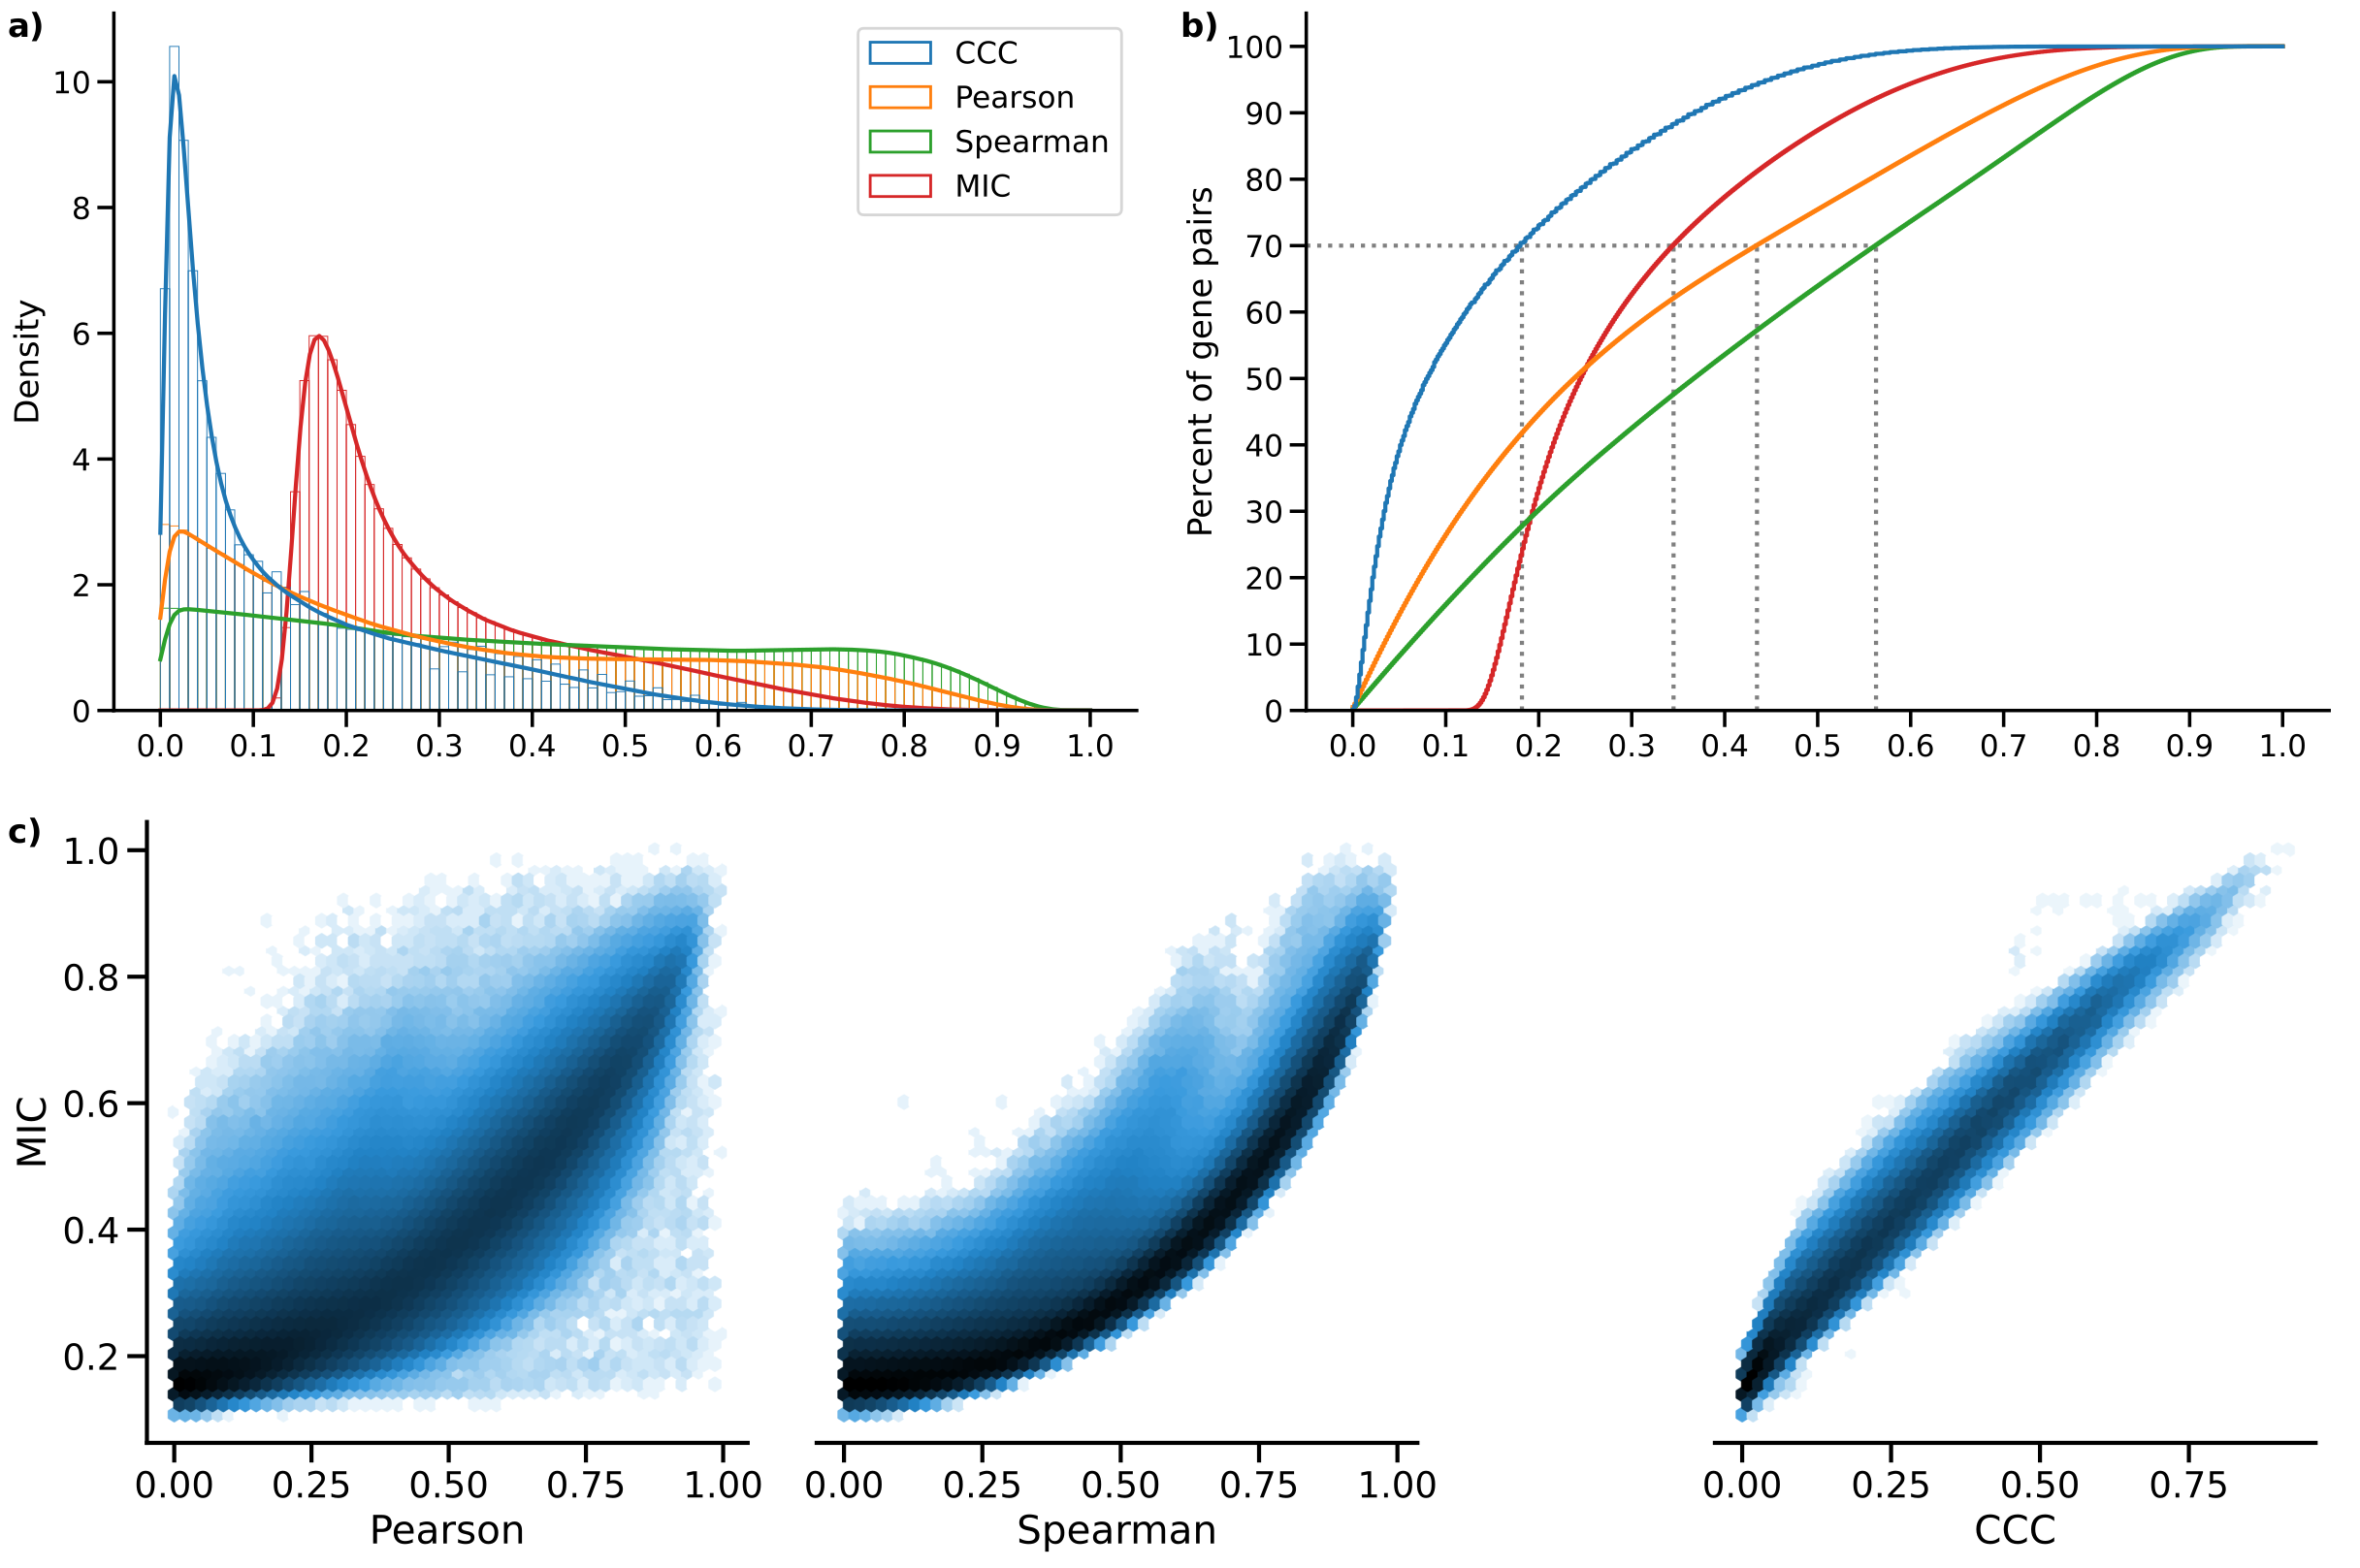 a)
Density
10
8
6
4
2
0
0.0 0.1 0.2 0.3 0.4 0.5 0.6 0.7 0.8 0.9 1.0
CCC
Pearson
Spearman
MIC
b)
Percent of gene pairs
100
90
80
70
60
50
40
30
20
10
0
0.0 0.1 0.2 0.3 0.4 0.5 0.6 0.7 0.8 0.9 1.0
c)
MIC
1.0
0.8
0.6
0.4
0.2
0.00 0.25 0.50 0.75 1.00
Pearson
0.00 0.25 0.50 0.75 1.00
Spearman
0.00 0.25 0.50 0.75
CCC